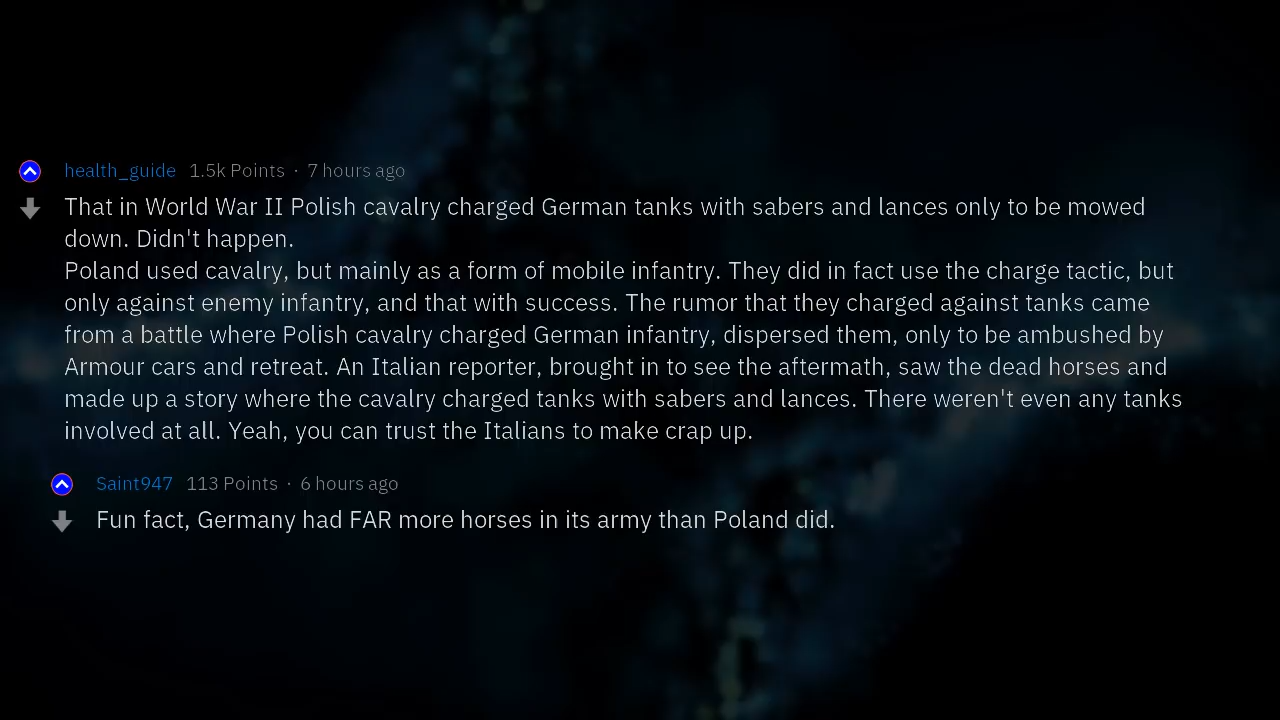 health_guide 1.5k Points · 7 hours ago
That in World War II Polish cavalry charged German tanks with sabers and lances only to be mowed
down. Didn't happen.
Poland used cavalry, but mainly as a form of mobile infantry. They did in fact use the charge tactic, but
only against enemy infantry, and that with success. The rumor that they charged against tanks came
from a battle where Polish cavalry charged German infantry, dispersed them, only to be ambushed by
Armour cars and retreat. An Italian reporter, brought in to see the aftermath, saw the dead horses and
made up a story where the cavalry charged tanks with sabers and lances. There weren't even any tanks
involved at all. Yeah, you can trust the Italians to make crap up.
Saint947 113 Points · 6 hours ago
Fun fact, Germany had FAR more horses in its army than Poland did.